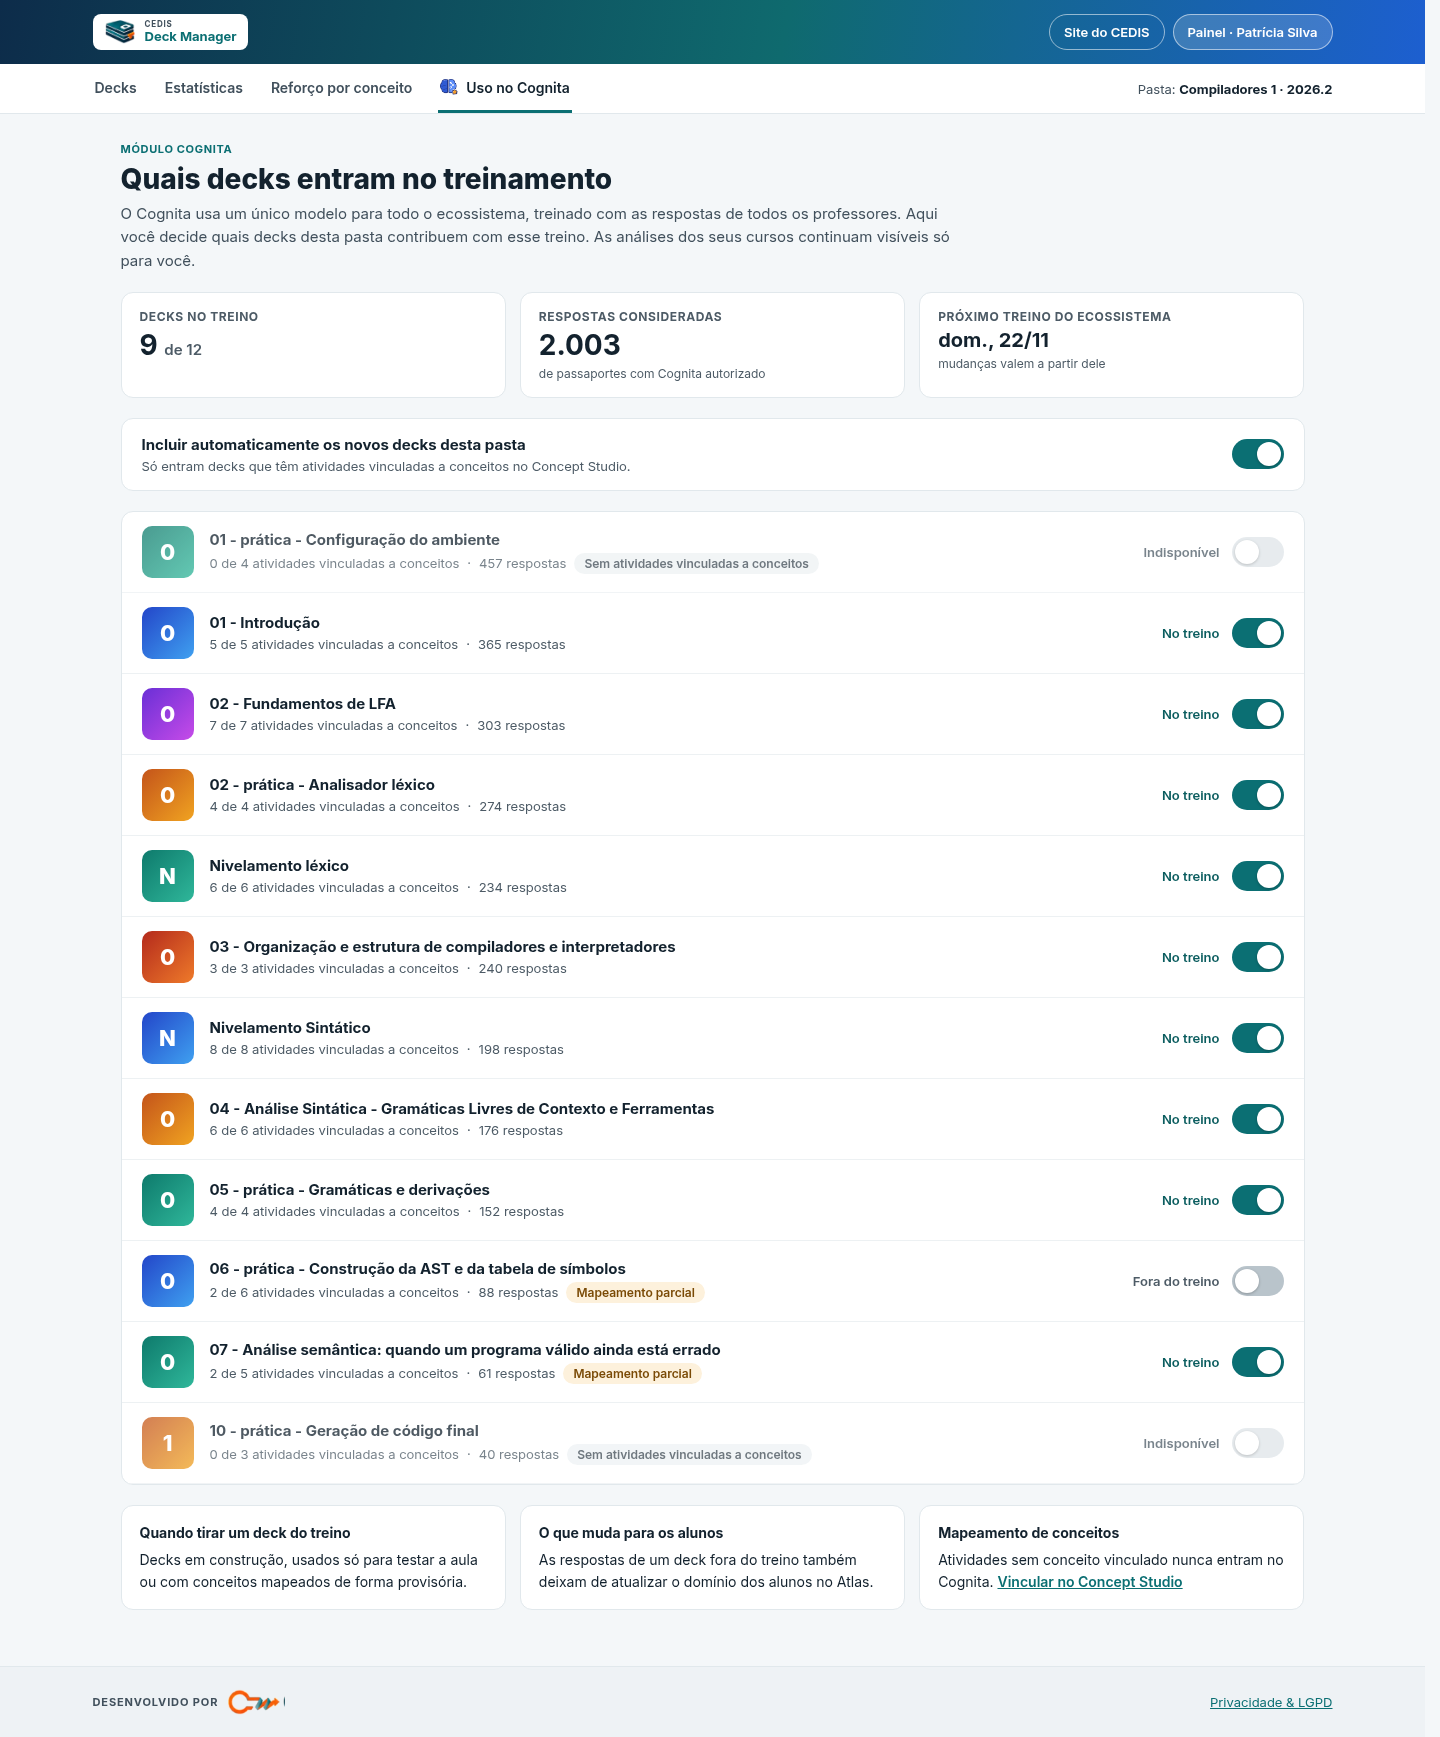 CEDIS
Deck Manager
Site do CEDIS
Painel · Patrícia Silva
Decks
Estatísticas
Reforço por conceito
Uso no Cognita
Pasta: Compiladores 1 · 2026.2
MÓDULO COGNITA
Quais decks entram no treinamento
O Cognita usa um único modelo para todo o ecossistema, treinado com as respostas de todos os professores. Aqui
você decide quais decks desta pasta contribuem com esse treino. As análises dos seus cursos continuam visíveis só
para você.
DECKS NO TREINO
9 de 12
RESPOSTAS CONSIDERADAS
2.003
de passaportes com Cognita autorizado
PRÓXIMO TREINO DO ECOSSISTEMA
dom., 22/11
mudanças valem a partir dele
Incluir automaticamente os novos decks desta pasta
Só entram decks que têm atividades vinculadas a conceitos no Concept Studio.
0
01 - prática - Configuração do ambiente
0 de 4 atividades vinculadas a conceitos · 457 respostas Sem atividades vinculadas a conceitos
Indisponível
0
01 - Introdução
5 de 5 atividades vinculadas a conceitos · 365 respostas
No treino
0
02 - Fundamentos de LFA
7 de 7 atividades vinculadas a conceitos · 303 respostas
No treino
0
02 - prática - Analisador léxico
4 de 4 atividades vinculadas a conceitos · 274 respostas
No treino
N
Nivelamento léxico
6 de 6 atividades vinculadas a conceitos · 234 respostas
No treino
0
03 - Organização e estrutura de compiladores e interpretadores
3 de 3 atividades vinculadas a conceitos · 240 respostas
No treino
N
Nivelamento Sintático
8 de 8 atividades vinculadas a conceitos · 198 respostas
No treino
0
04 - Análise Sintática - Gramáticas Livres de Contexto e Ferramentas
6 de 6 atividades vinculadas a conceitos · 176 respostas
No treino
0
05 - prática - Gramáticas e derivações
4 de 4 atividades vinculadas a conceitos · 152 respostas
No treino
0
06 - prática - Construção da AST e da tabela de símbolos
2 de 6 atividades vinculadas a conceitos · 88 respostas Mapeamento parcial
Fora do treino
0
07 - Análise semântica: quando um programa válido ainda está errado
2 de 5 atividades vinculadas a conceitos · 61 respostas Mapeamento parcial
No treino
1
10 - prática - Geração de código final
0 de 3 atividades vinculadas a conceitos · 40 respostas Sem atividades vinculadas a conceitos
Indisponível
Quando tirar um deck do treino
Decks em construção, usados só para testar a aula
ou com conceitos mapeados de forma provisória.
O que muda para os alunos
As respostas de um deck fora do treino também
deixam de atualizar o domínio dos alunos no Atlas.
Mapeamento de conceitos
Atividades sem conceito vinculado nunca entram no
Cognita. Vincular no Concept Studio
DESENVOLVIDO POR
Privacidade & LGPD